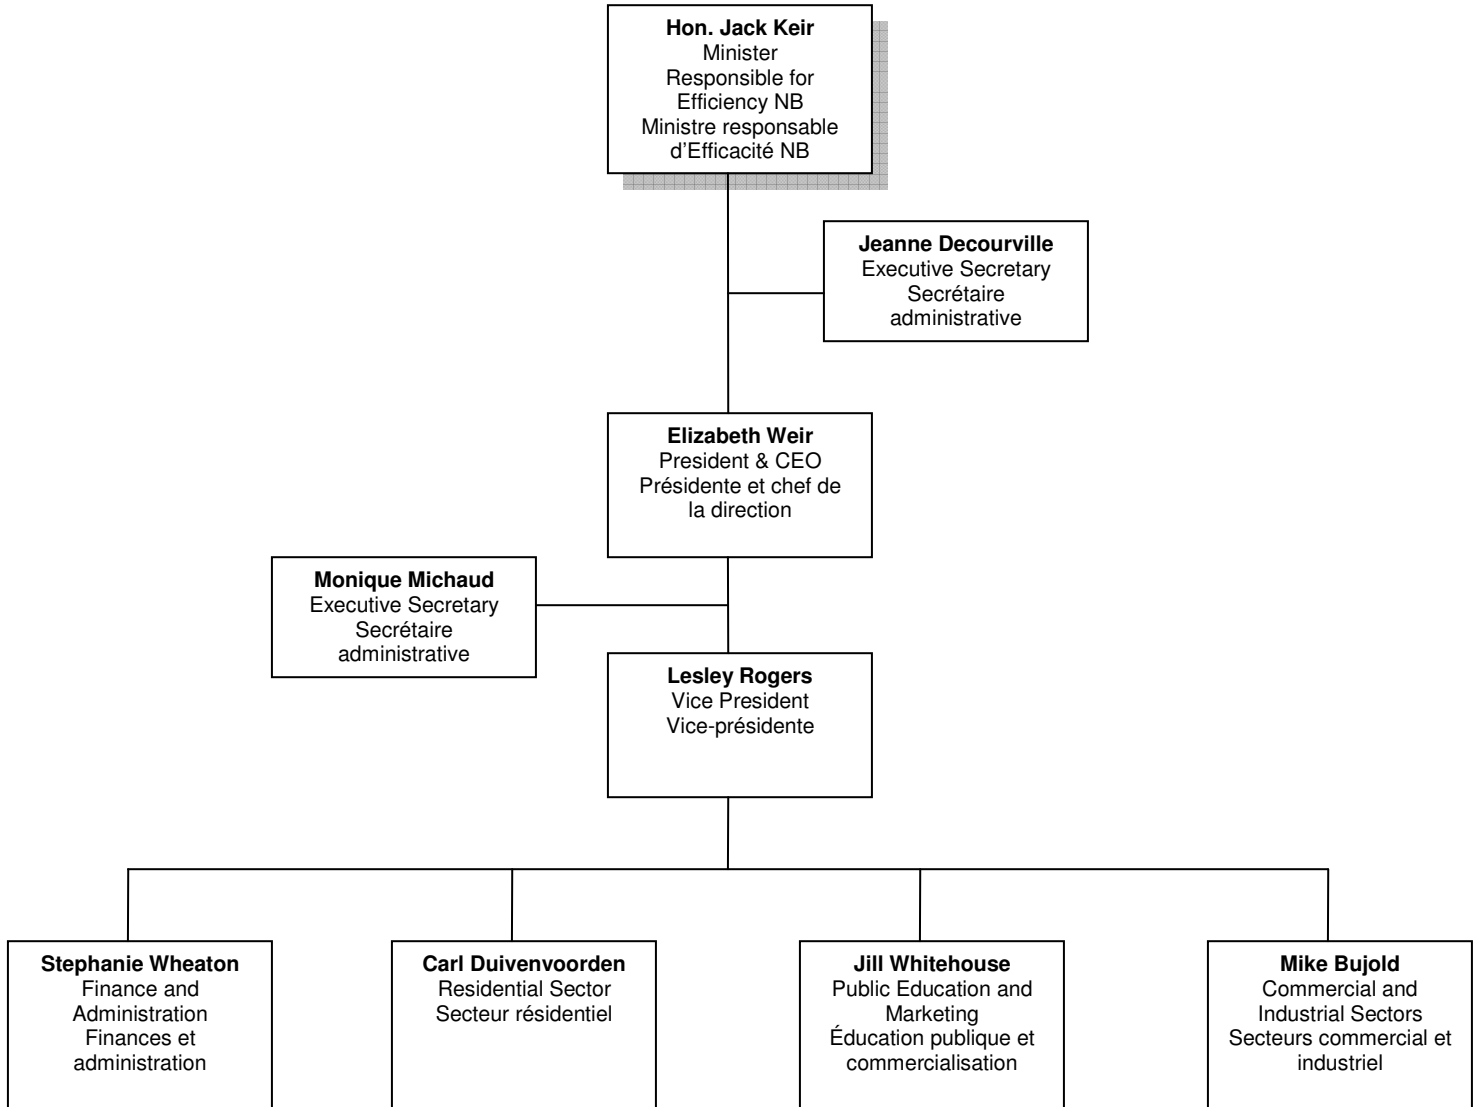 Hon. Jack Keir
Minister
Responsible for
Efficiency NB
Ministre responsable
d'Efficacité NB
Jeanne Decourville
Executive Secretary
Secrétaire
administrative
Elizabeth Weir
President & CEO
Présidente et chef de
la direction
Monique Michaud
Executive Secretary
Secrétaire
administrative
Lesley Rogers
Vice President
Vice-présidente
Stephanie Wheaton
Finance and
Administration
Finances et
administration
Carl Duivenvoorden
Residential Sector
Secteur résidentiel
Jill Whitehouse
Public Education and
Marketing
Éducation publique et
commercialisation
Mike Bujold
Commercial and
Industrial Sectors
Secteurs commercial et
industriel